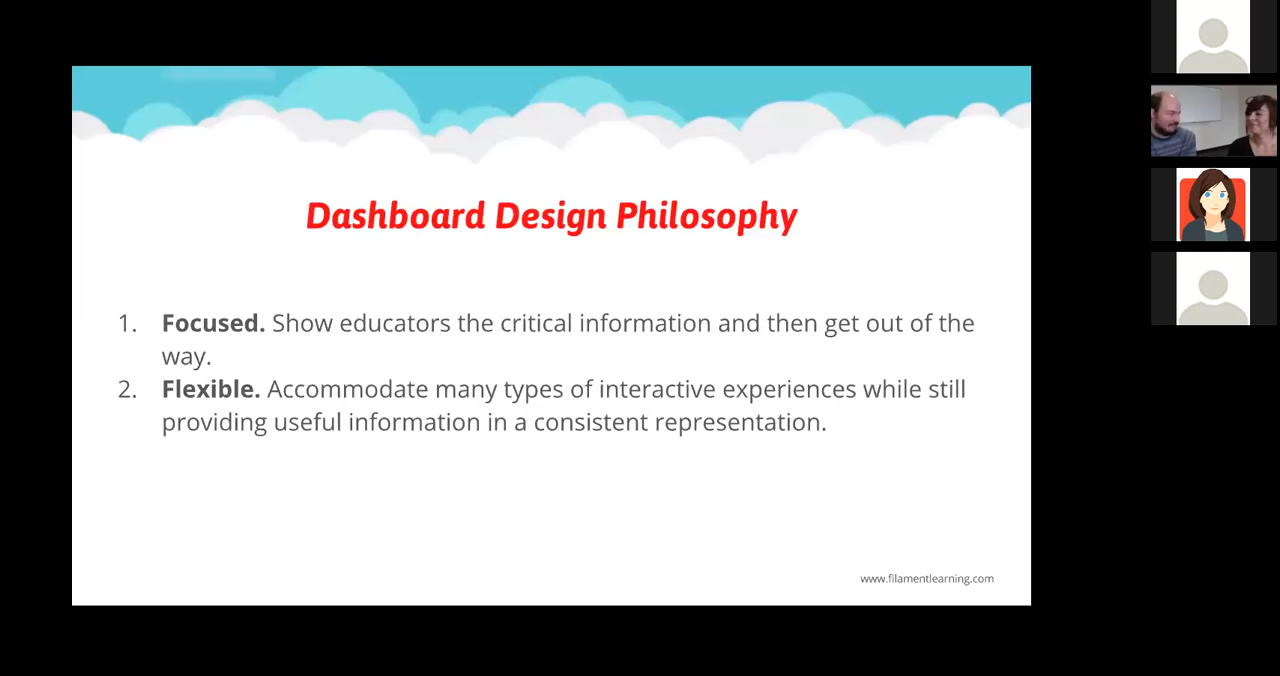 Dashboard Design Philosophy
1. Focused. Show educators the critical information and then get out of the
way.
2. Flexible. Accommodate many types of interactive experiences while still
providing useful information in a consistent representation.
www.filamentlearning.com